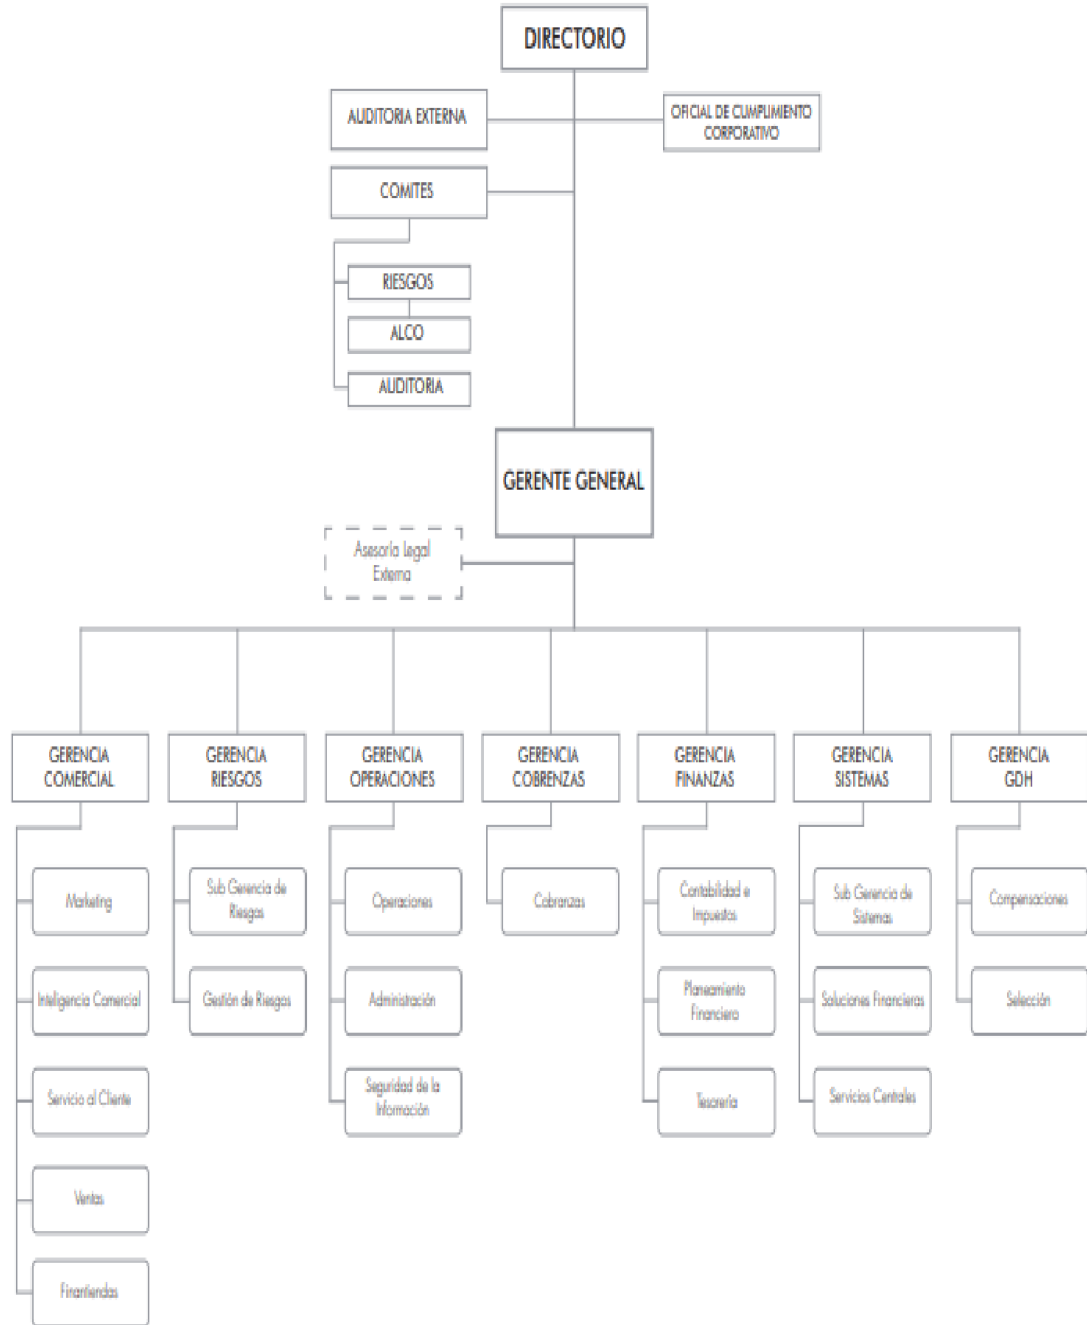 DIRECTORIO
AUDITORIA EXTERNA
OFICIAL DE CUMPLIMIENTO
CORPORATIVO
COMITES
RIESGOS
ALCO
AUDITORIA
GERENTE GENERAL
Asesoría Legal
Externa
GERENCIA
COMERCIAL
GERENCIA
RIESGOS
GERENCIA
OPERACIONES
GERENCIA
COBRENZAS
GERENCIA
FINANZAS
GERENCIA
SISTEMAS
GERENCIA
GDH
Marketing
Inteligencia Comercial
Servicio al Cliente
Ventas
Finantiendas
Sub Gerencia de
Riesgos
Gestión de Riesgos
Operaciones
Administración
Seguridad de la
Información
Cobranzas
Contabilidad e
Impuestos
Planeamiento
Financiero
Tesorería
Sub Gerencia de
Sistemas
Soluciones Financieras
Servicios Centrales
Compensaciones
Selección